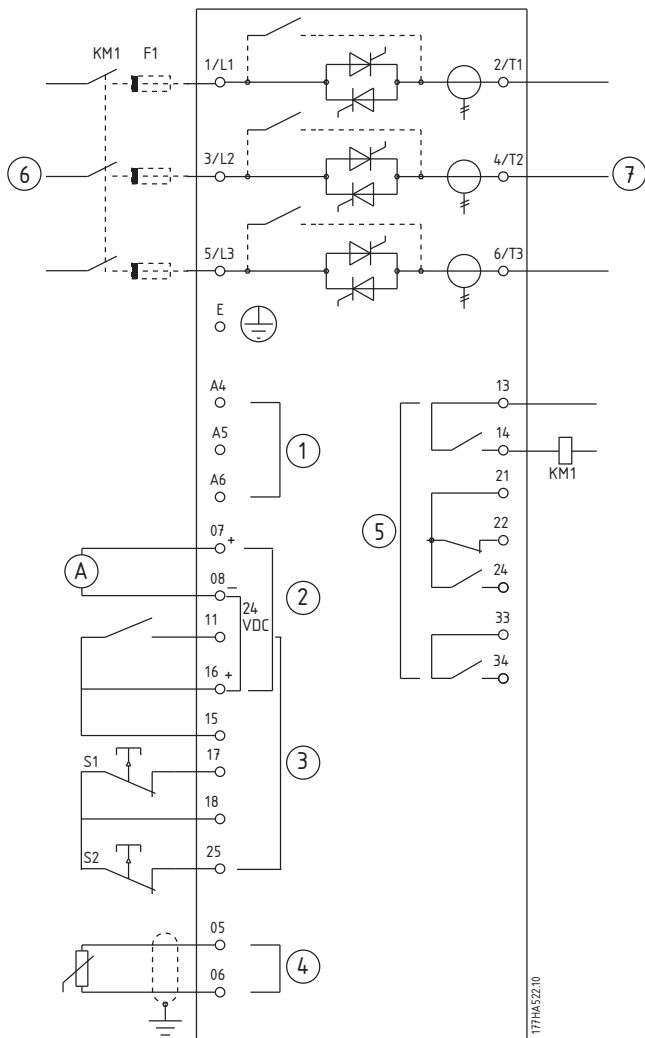 KM1 F1 1/L1 2/T1
6 3/L2 4/T2 7
5/L3 6/T3
E
A4 13
A5 1 14
A6 KM1
21
07 + 5 22
A
08 – 2 24
24 VDC
11 33
16 + 34
15
S1 17 3
18
S2 25
05
4
06
177HA522.10